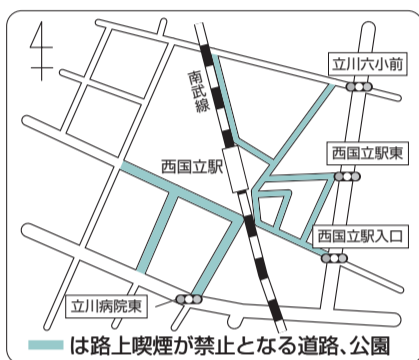 立川六小前
南武線
西国立駅
西国立駅東
西国立駅入口
立川病院東
は路上喫煙が禁止となる道路、公園